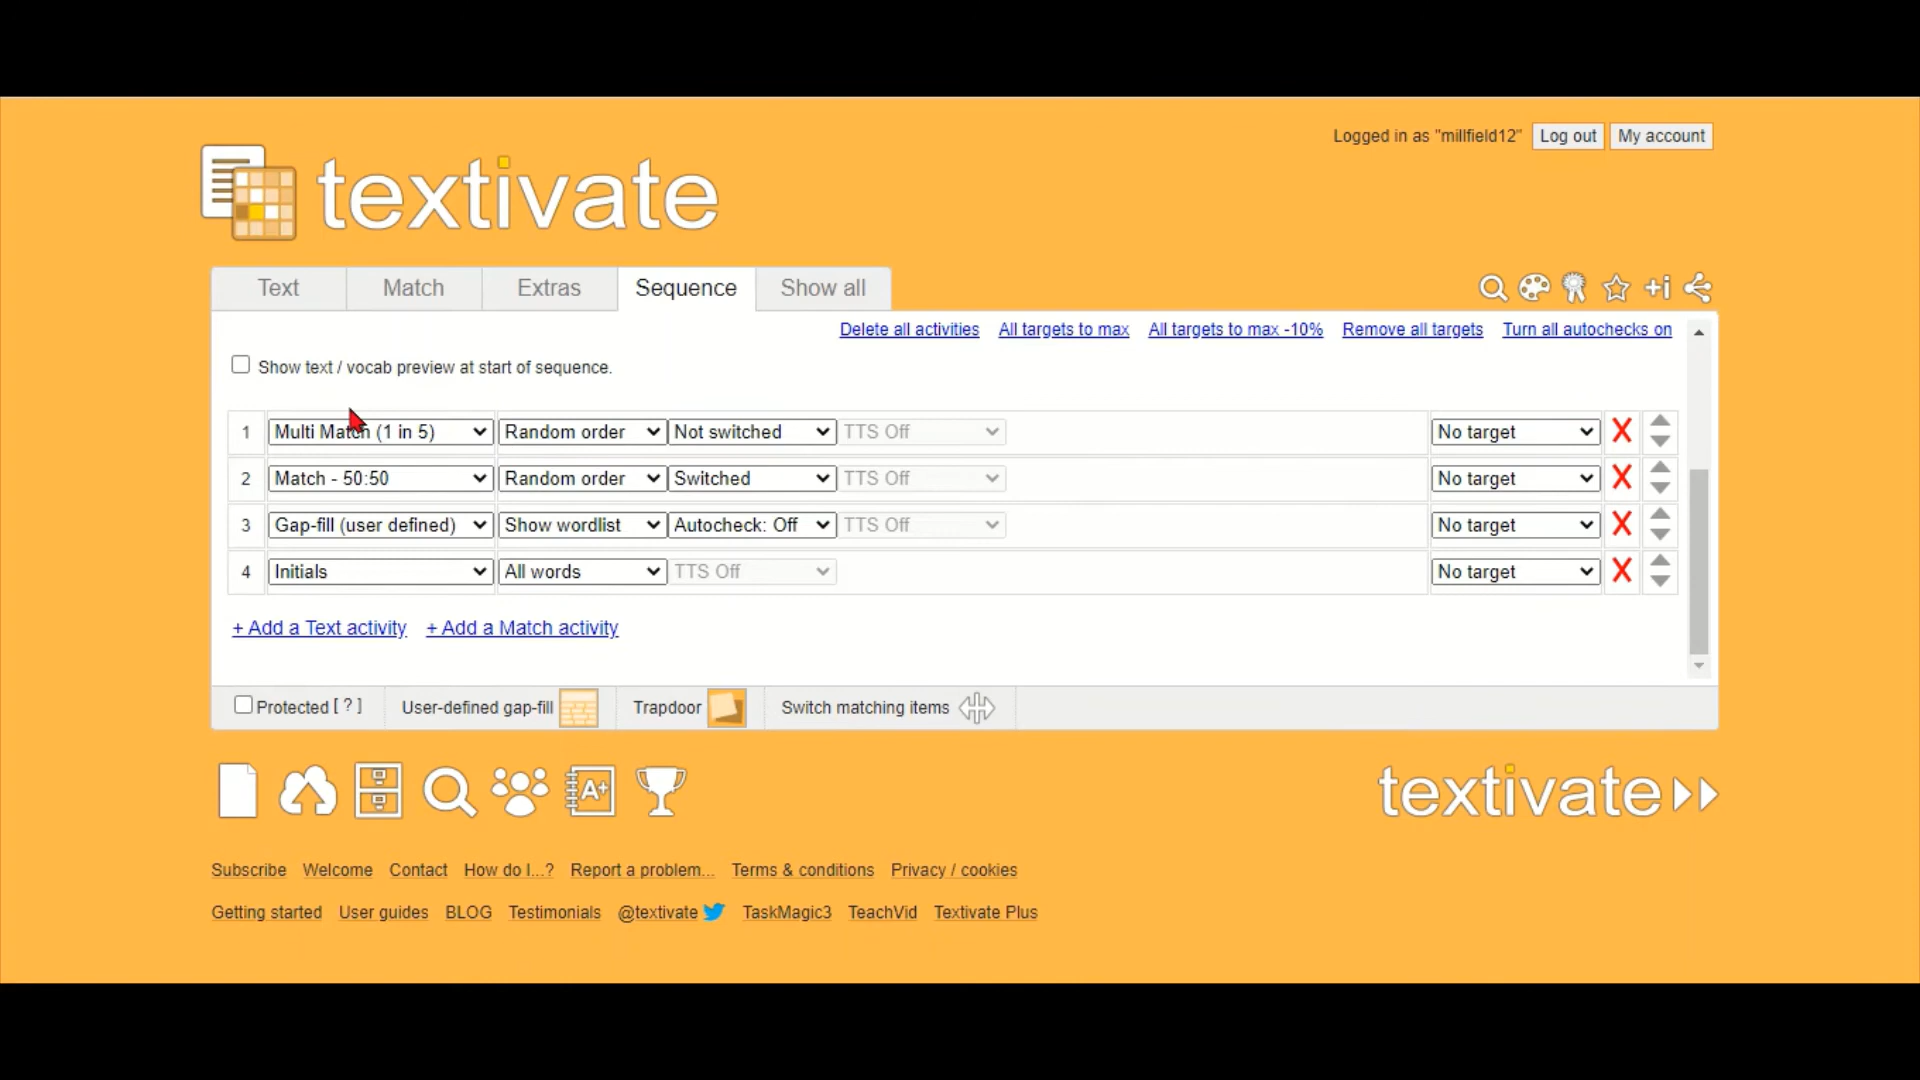 Logged in as "millfield12" Log out My account
textivate
Text Match Extras Sequence Show all
+i
Delete all activities All targets to max All targets to max -10% Remove all targets Turn all autochecks on
Show text / vocab preview at start of sequence.
1 Multi Match (1 in 5) Random order Not switched TTS Off No target X
2 Match - 50:50 Random order Switched TTS Off No target X
3 Gap-fill (user defined) Show wordlist Autocheck: Off TTS Off No target X
4 Initials All words TTS Off No target X
+ Add a Text activity + Add a Match activity
Protected [ ? ] User-defined gap-fill Trapdoor Switch matching items
A+
textivate
Subscribe Welcome Contact How do I...? Report a problem... Terms & conditions Privacy / cookies
Getting started User guides BLOG Testimonials @textivate TaskMagic3 TeachVid Textivate Plus